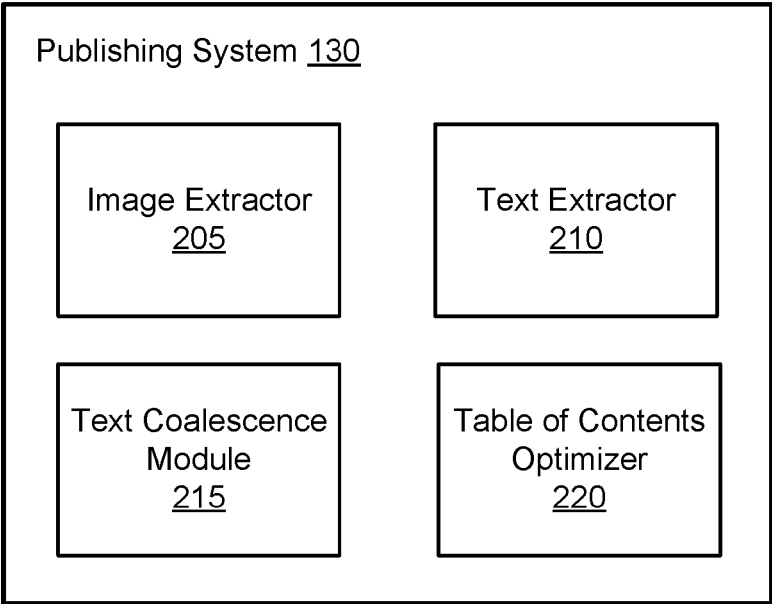 Publishing System 130
Image Extractor
205
Text Extractor
210
Text Coalescence
Module
215
Table of Contents
Optimizer
220